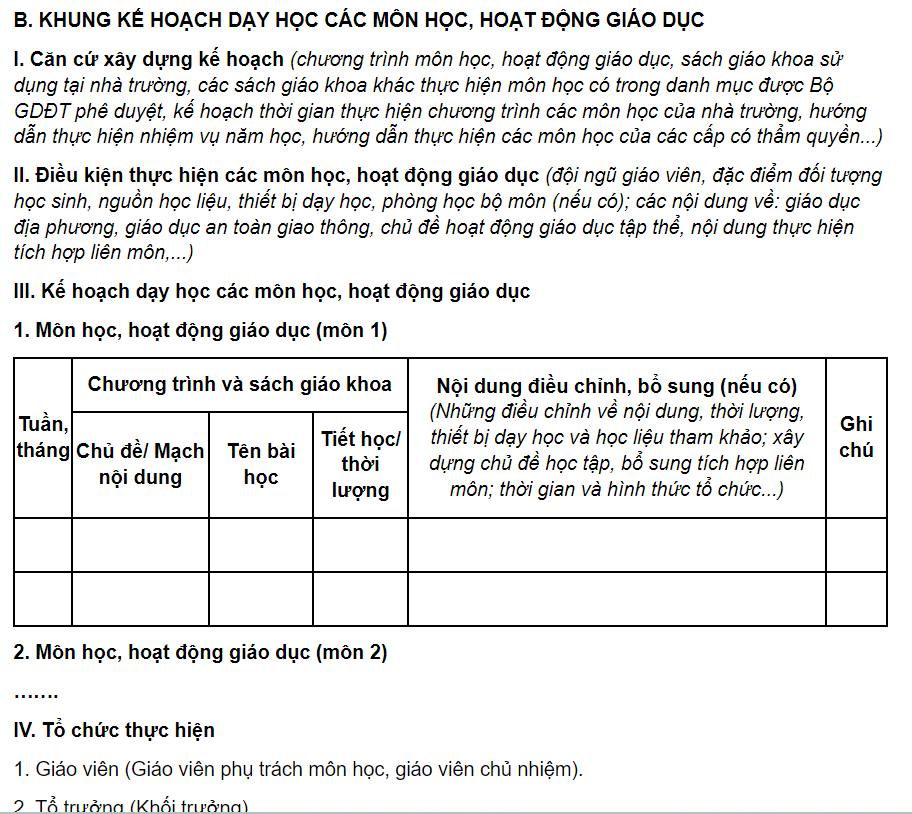 B. KHUNG KẾ HOẠCH DẠY HỌC CÁC MÔN HỌC, HOẠT ĐỘNG GIÁO DỤC
I. Căn cứ xây dựng kế hoạch (chương trình môn học, hoạt động giáo dục, sách giáo khoa sử
dụng tại nhà trường, các sách giáo khoa khác thực hiện môn học có trong danh mục được Bộ
GDĐT phê duyệt, kế hoạch thời gian thực hiện chương trình các môn học của nhà trường, hướng
dẫn thực hiện nhiệm vụ năm học, hướng dẫn thực hiện các môn học của các cấp có thẩm quyền...)
II. Điều kiện thực hiện các môn học, hoạt động giáo dục (đội ngũ giáo viên, đặc điểm đối tượng
học sinh, nguồn học liệu, thiết bị dạy học, phòng học bộ môn (nếu có); các nội dung về: giáo dục
địa phương, giáo dục an toàn giao thông, chủ đề hoạt động giáo dục tập thể, nội dung thực hiện
tích hợp liên môn,...)
III. Kế hoạch dạy học các môn học, hoạt động giáo dục
1. Môn học, hoạt động giáo dục (môn 1)
Tuần,
tháng
Chương trình và sách giáo khoa
Chủ đề/ Mạch
nội dung
Tên bài
học
Tiết học/
thời
lượng
Nội dung điều chỉnh, bổ sung (nếu có)
(Những điều chỉnh về nội dung, thời lượng,
thiết bị dạy học và học liệu tham khảo; xây
dựng chủ đề học tập, bổ sung tích hợp liên
môn; thời gian và hình thức tổ chức...)
Ghi
chú
2. Môn học, hoạt động giáo dục (môn 2)
.......
IV. Tổ chức thực hiện
1. Giáo viên (Giáo viên phụ trách môn học, giáo viên chủ nhiệm).
2. Tổ trưởng (Khối trưởng)